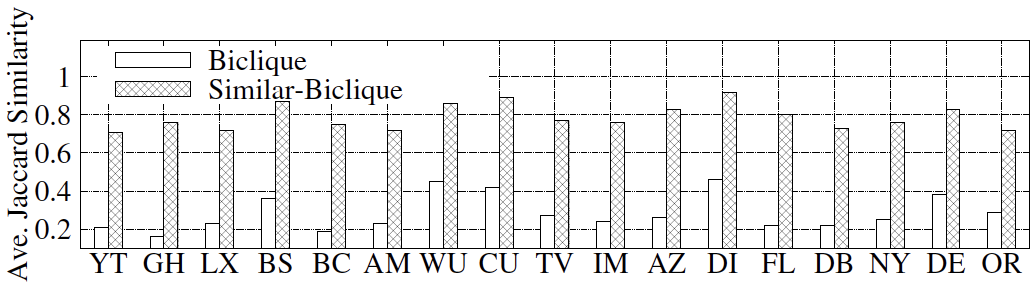 Ave. Jaccard Similarity
Biclique
Similar-Biclique
1
0.8
0.6
0.4
0.2
YT GH LX BS BC AM WU CU TV IM AZ DI FL DB NY DE OR